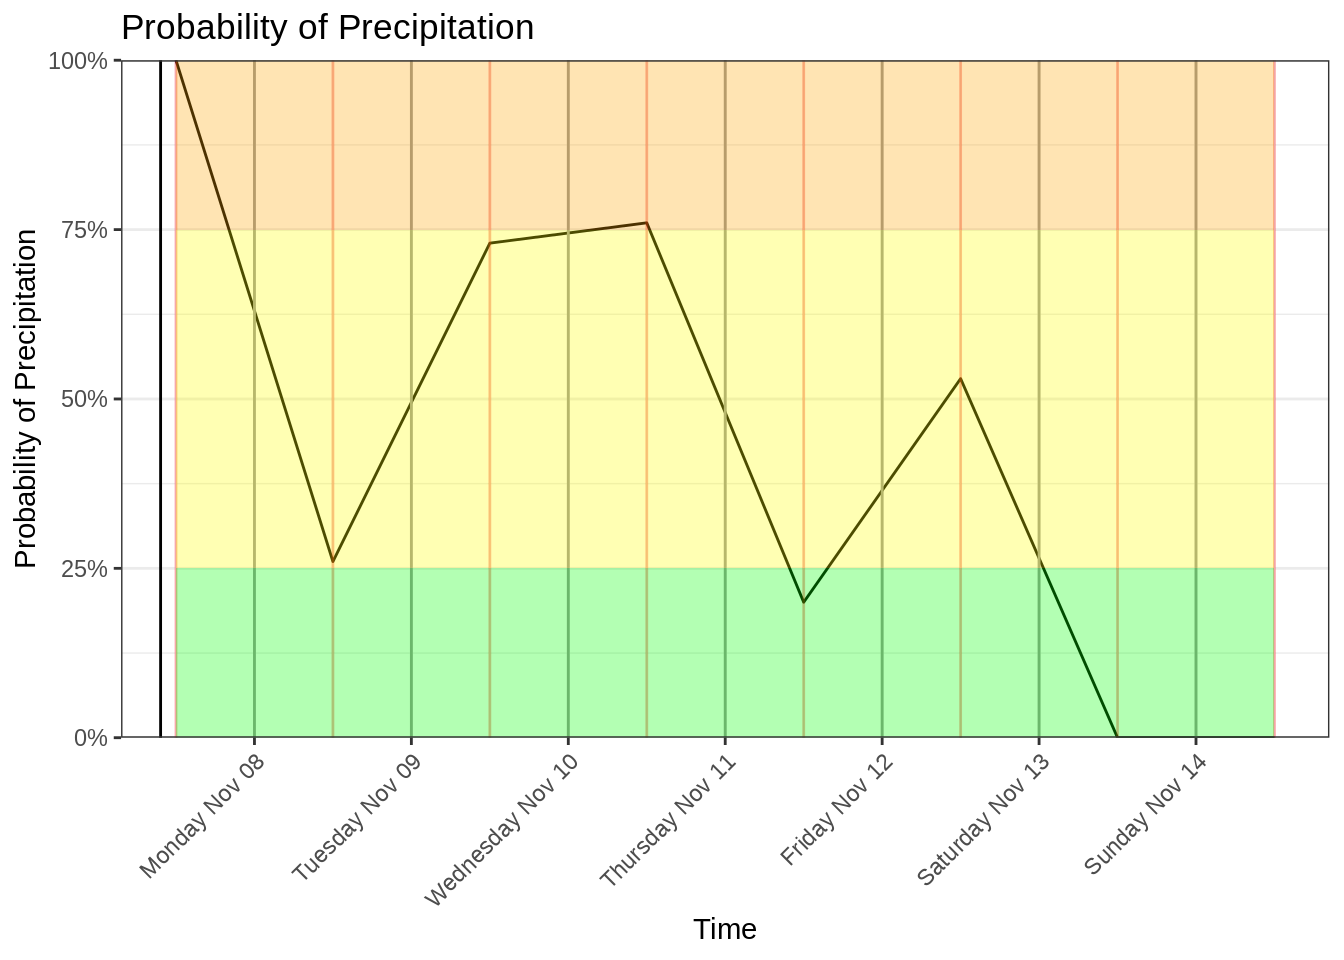 Probability of Precipitation
Probability of Precipitation
100%
75%
50%
25%
0%
Monday Nov 08
Tuesday Nov 09
Wednesday Nov 10
Thursday Nov 11
Friday Nov 12
Saturday Nov 13
Sunday Nov 14
Time